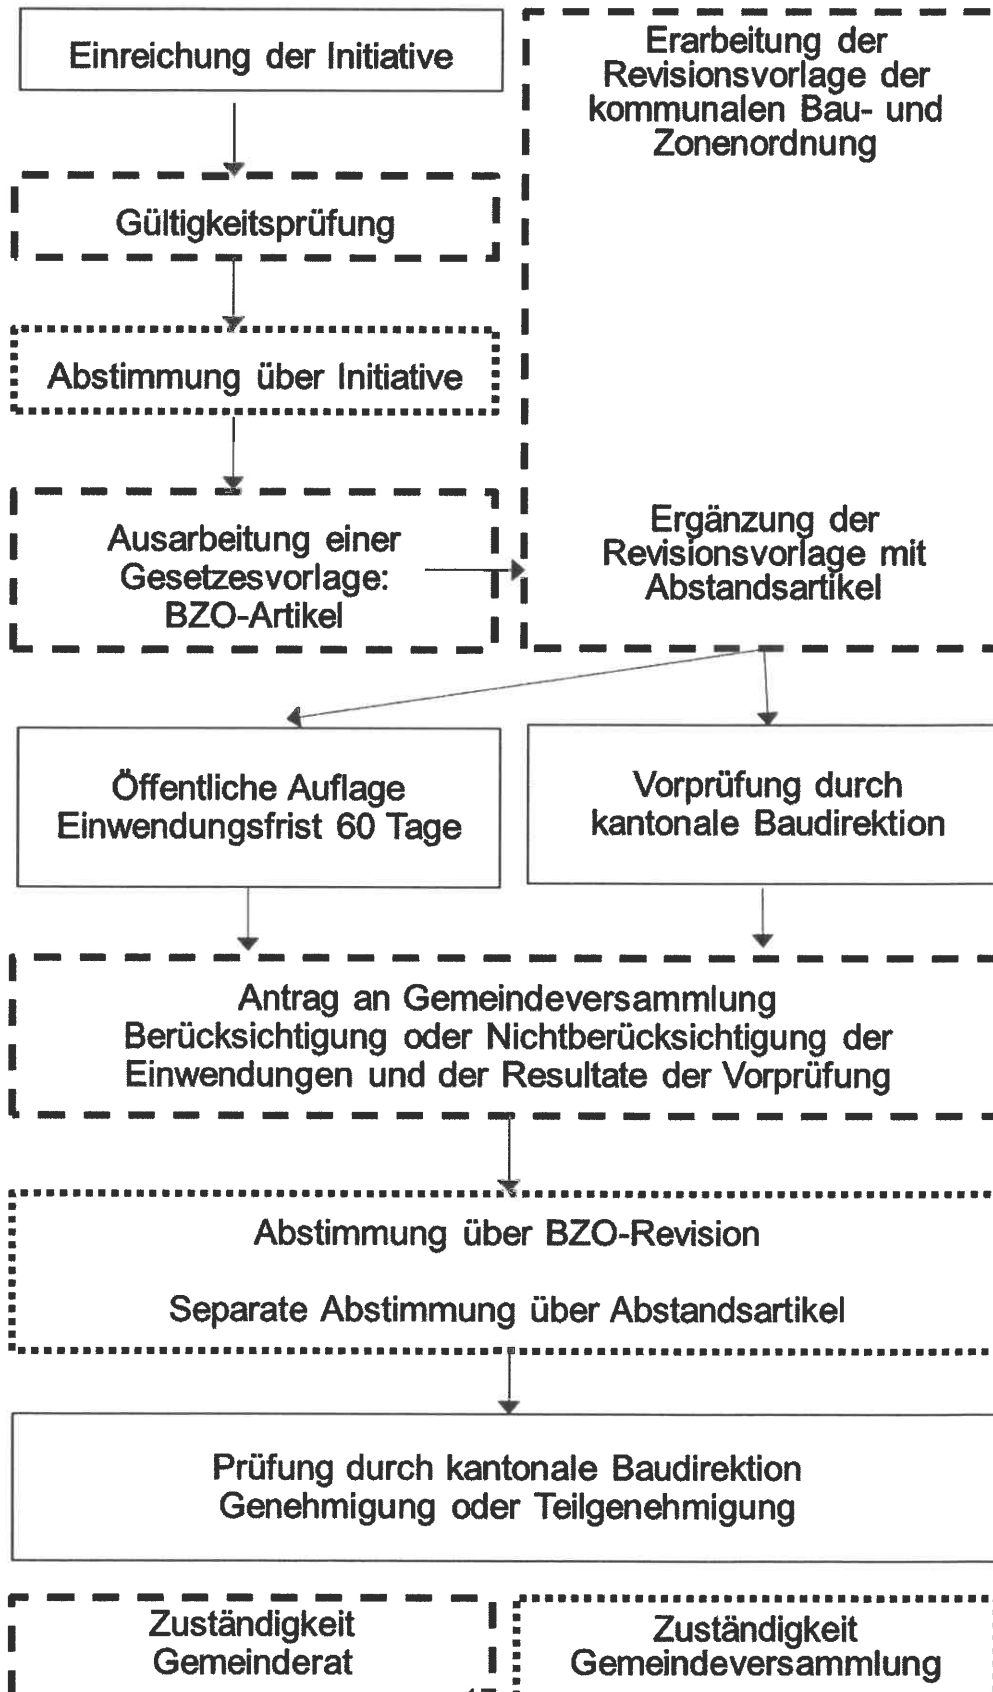 Einreichung der Initiative
Erarbeitung der
Revisionsvorlage der
kommunalen Bau- und
Zonenordnung
Gültigkeitsprüfung
Abstimmung über Initiative
Ausarbeitung einer
Gesetzesvorlage:
BZO-Artikel
Ergänzung der
Revisionsvorlage mit
Abstandsartikel
Öffentliche Auflage
Einwendungsfrist 60 Tage
Vorprüfung durch
kantonale Baudirektion
Antrag an Gemeindeversammlung
Berücksichtigung oder Nichtberücksichtigung der
Einwendungen und der Resultate der Vorprüfung
Abstimmung über BZO-Revision
Separate Abstimmung über Abstandsartikel
Prüfung durch kantonale Baudirektion
Genehmigung oder Teilgenehmigung
Zuständigkeit
Gemeinderat
Zuständigkeit
Gemeindeversammlung